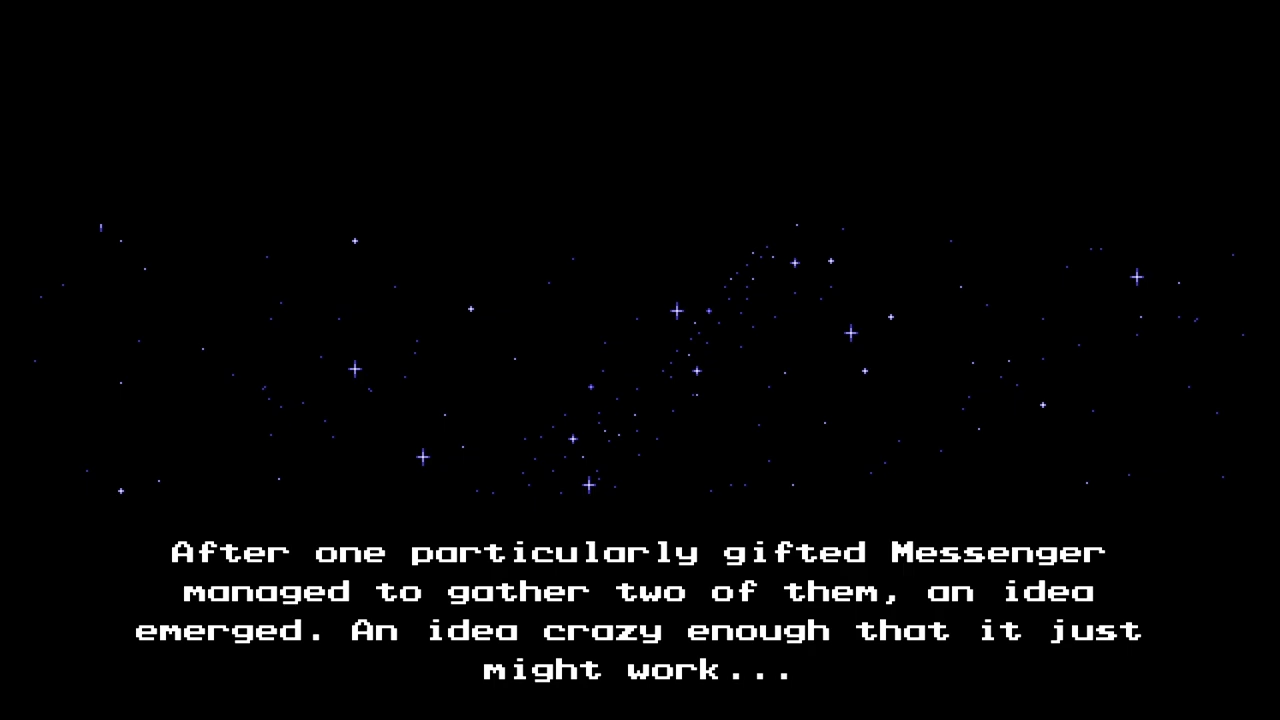 After one particularly gifted Messenger
managed to gather two of them, an idea
emerged. An idea crazy enough that it just
might work...